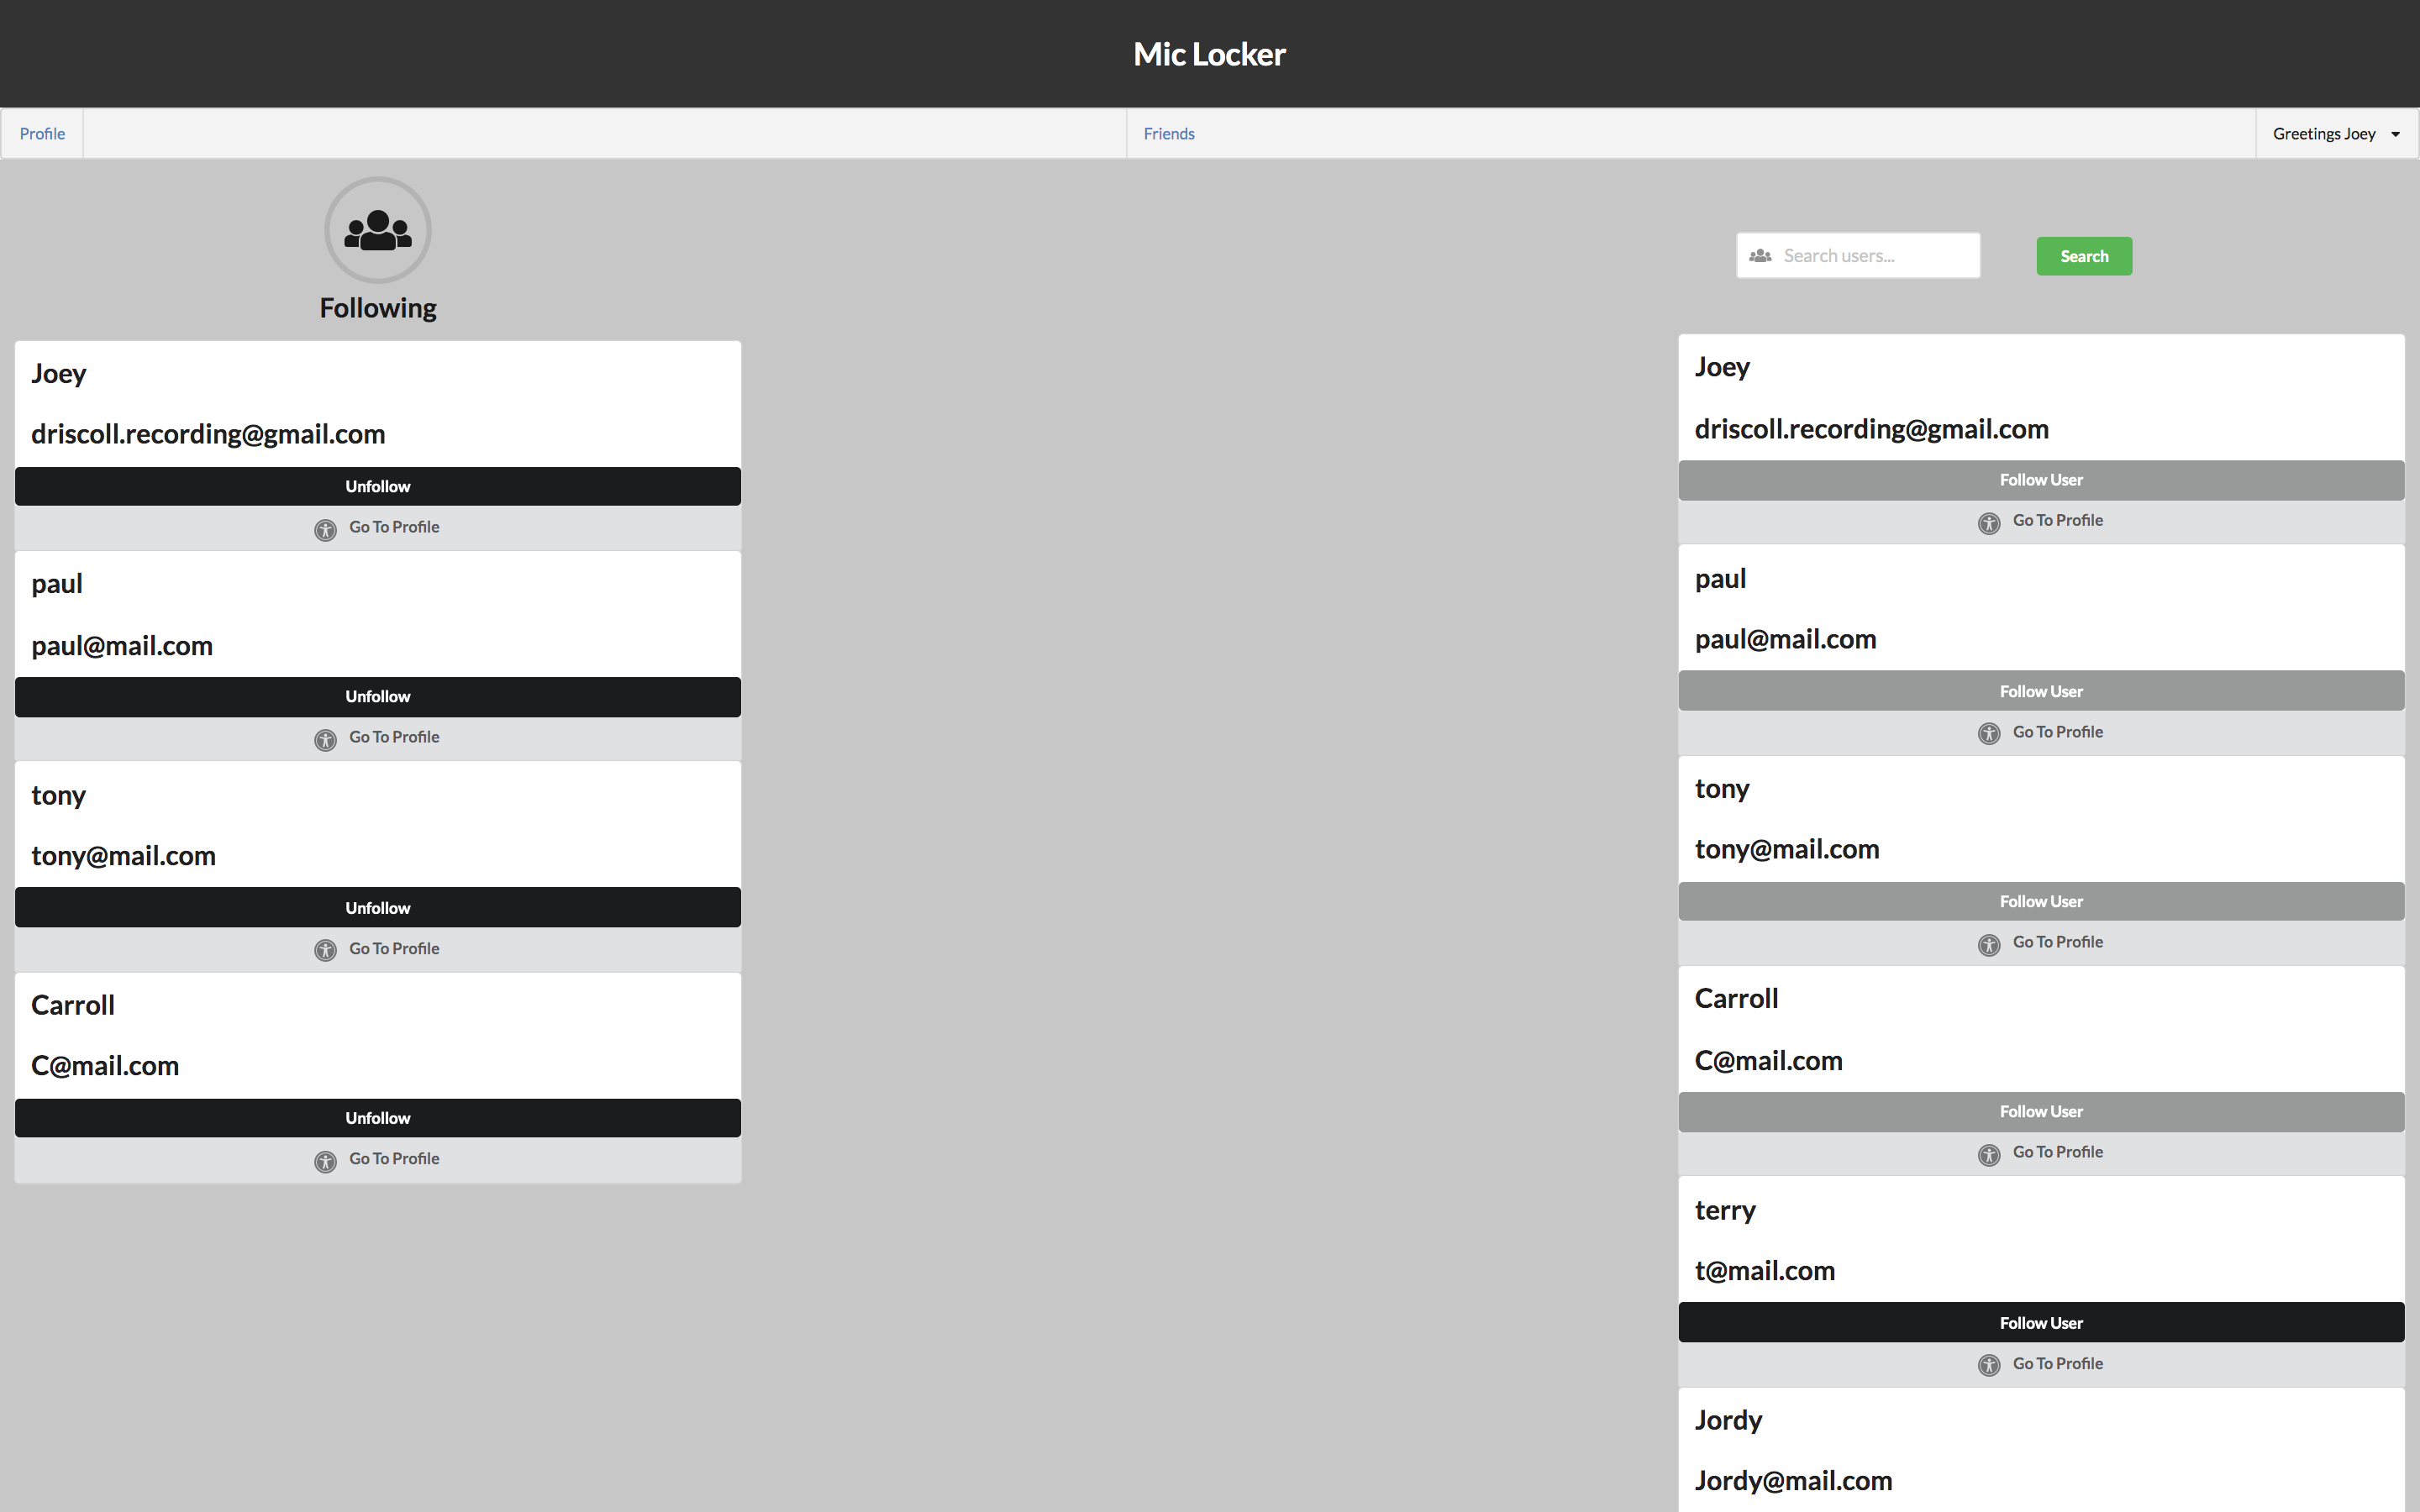 Mic Locker
Profile
Friends
Greetings Joey
Following
Joey
driscoll.recording@gmail.com
Unfollow
Go To Profile
paul
paul@mail.com
Unfollow
Go To Profile
tony
tony@mail.com
Unfollow
Go To Profile
Carroll
C@mail.com
Unfollow
Go To Profile
Search users...
Search
Joey
driscoll.recording@gmail.com
Follow User
Go To Profile
paul
paul@mail.com
Follow User
Go To Profile
tony
tony@mail.com
Follow User
Go To Profile
Carroll
C@mail.com
Follow User
Go To Profile
terry
t@mail.com
Follow User
Go To Profile
Jordy
Jordy@mail.com